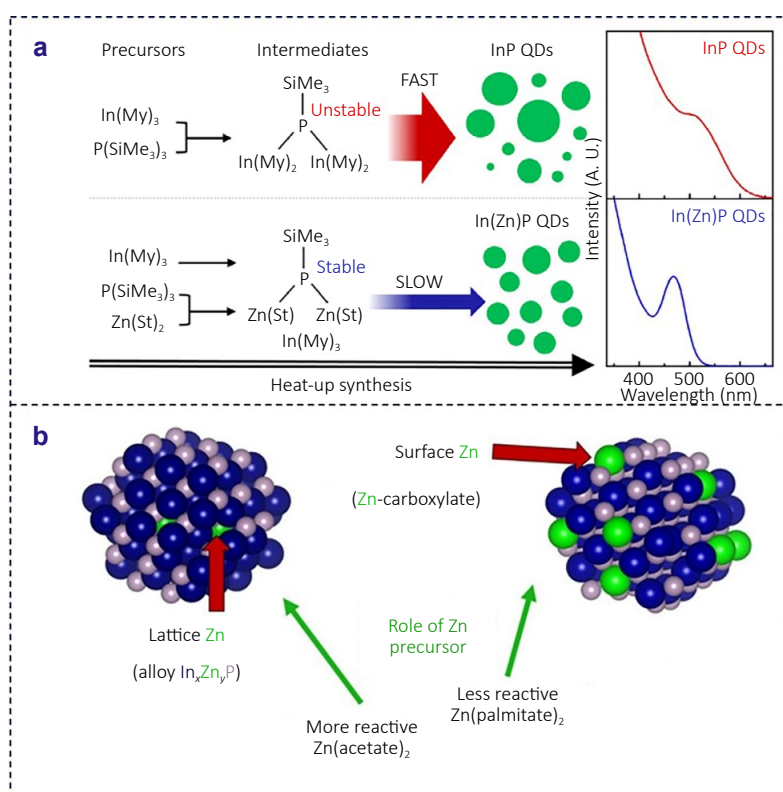 a
Precursors
Intermediates
InP QDs
In(My)₃
P(SiMe₃)₃
SiMe₃
Unstable
P
In(My)₂ In(My)₂
FAST
InP QDs
In(My)₃
P(SiMe₃)₃
Zn(St)₂
SiMe₃
Stable
P
Zn(St) Zn(St)
In(My)₃
SLOW
In(Zn)P QDs
In(Zn)P QDs
Intensity (A. U.)
400 500 600
Wavelength (nm)
Heat-up synthesis
b
Surface Zn
(Zn-carboxylate)
Lattice Zn
(alloy InₓZnᵧP)
Role of Zn
precursor
More reactive
Zn(acetate)₂
Less reactive
Zn(palmitate)₂